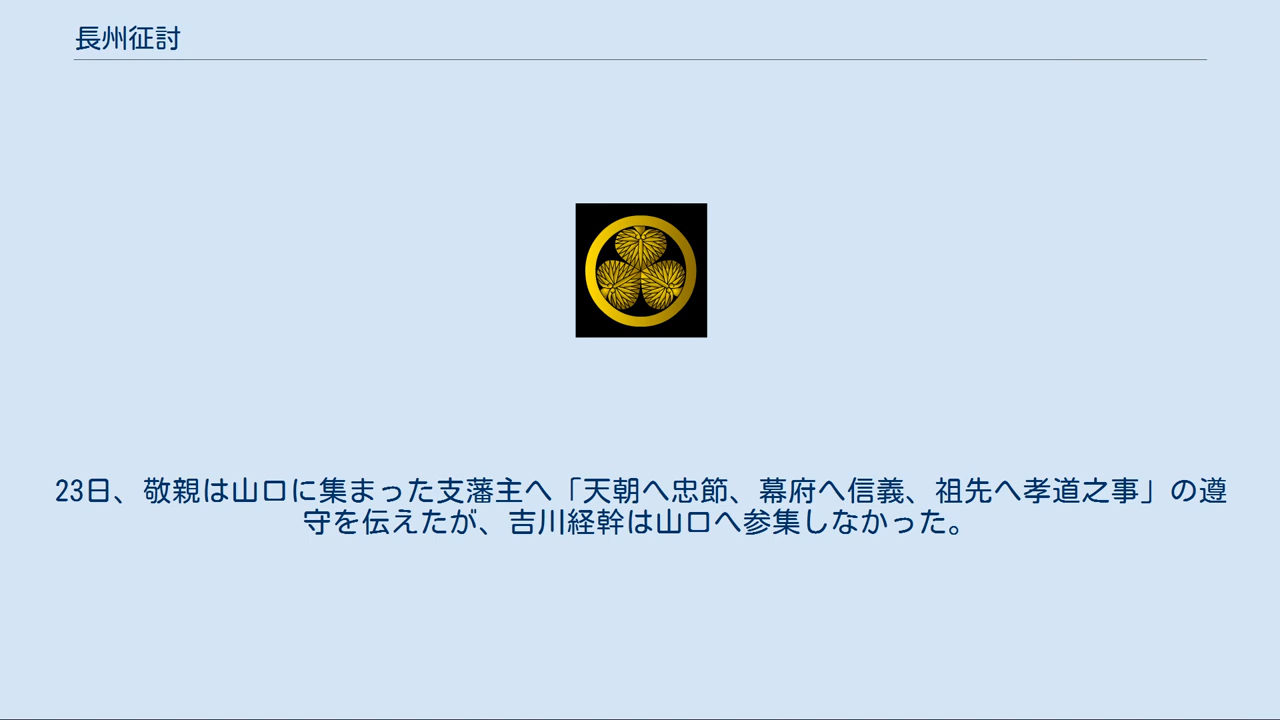 長州征討
23日、敬親は山口に集まった支藩主へ「天朝へ忠節、幕府へ信義、祖先へ孝道之事」の遵
守を伝えたが、吉川経幹は山口へ参集しなかった。